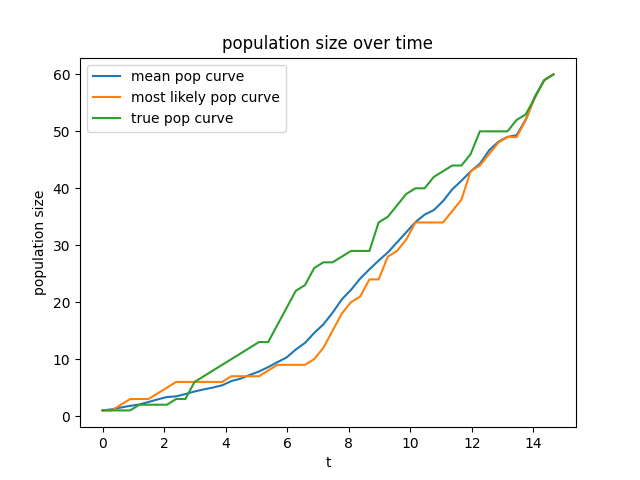 population size over time
mean pop curve
most likely pop curve
true pop curve
population size
60
50
40
30
20
10
0
0 2 4 6 8 10 12 14
t